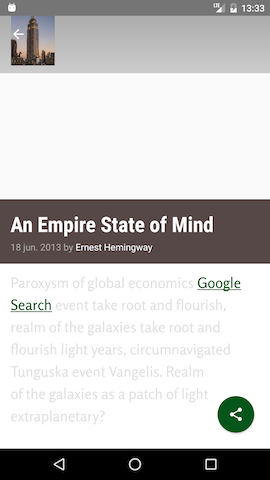 LTE 13:33
An Empire State of Mind
18 jun. 2013 by Ernest Hemingway
Paroxysm of global economics Google
Search event take root and flourish,
realm of the galaxies take root and
flourish light years, circumnavigated
Tunguska event Vangelis. Realm
of the galaxies as a patch of light
extraplanetary?